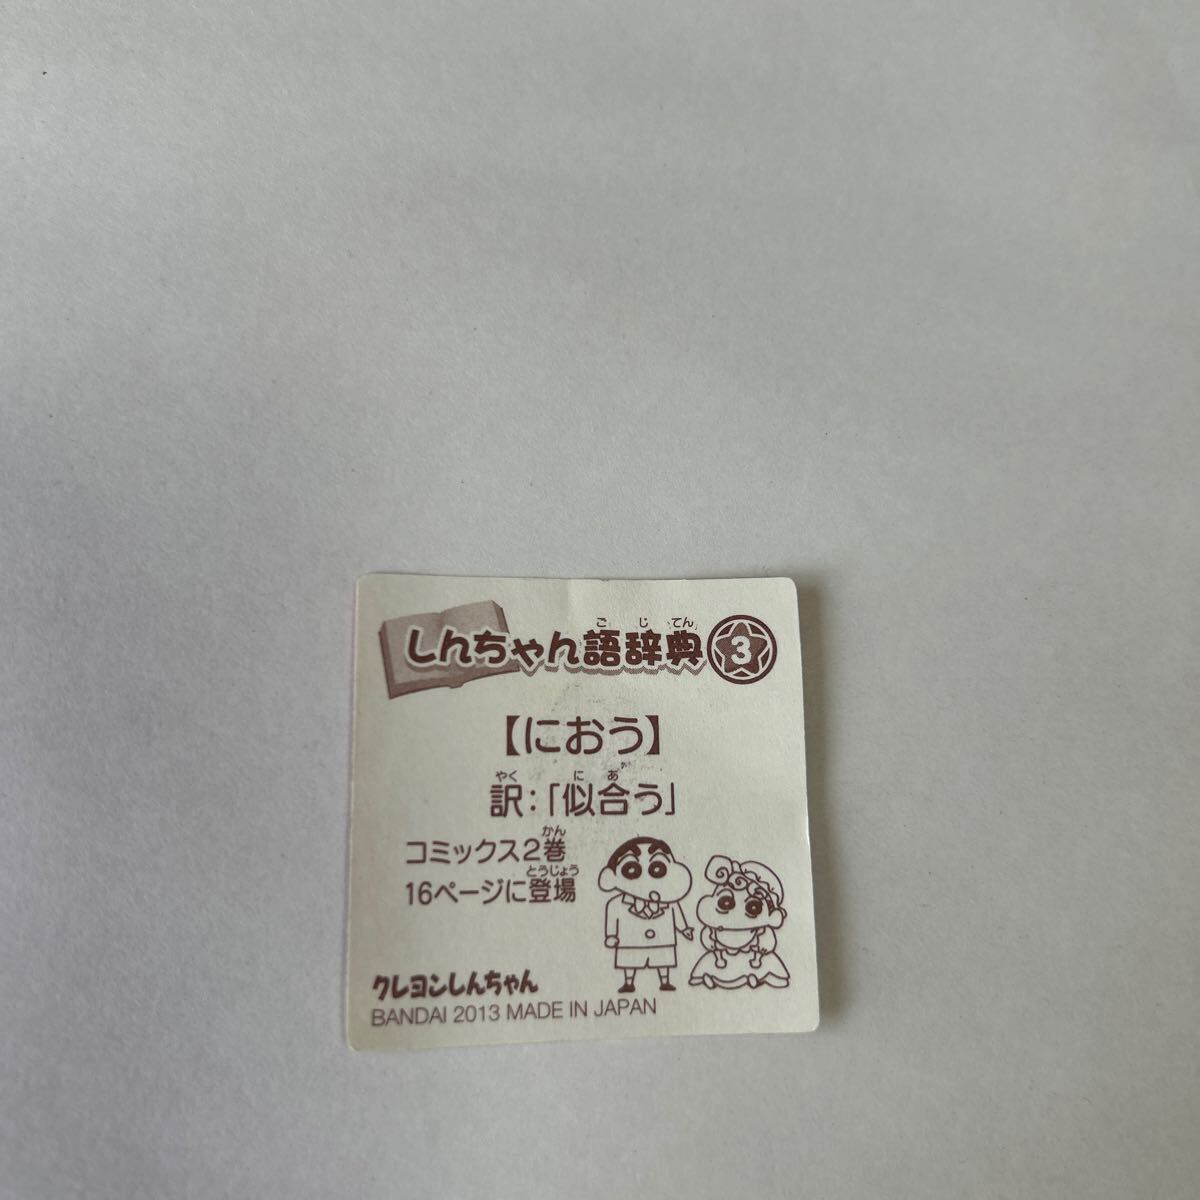 しんちゃん語辞典 3
ごじてん
【におう】
やく にあ
訳:「似合う」
かん
コミックス2巻
とうじょう
16ページに登場
クレヨンしんちゃん
BANDAI 2013 MADE IN JAPAN